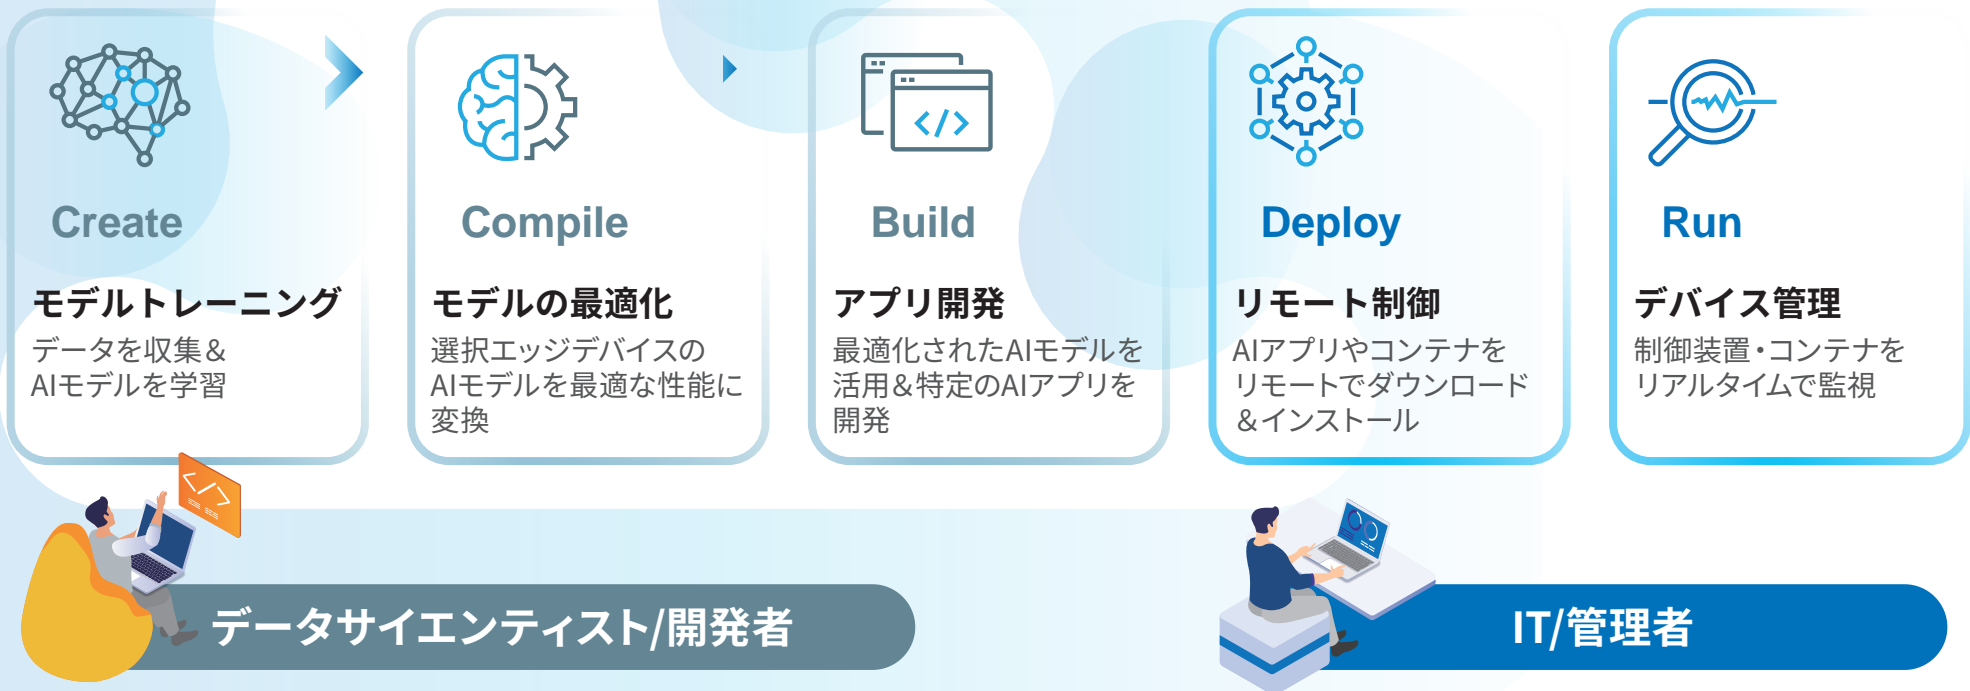 Create
モデルトレーニング
データを収集＆
AIモデルを学習
Compile
モデルの最適化
選択エッジデバイスの
AIモデルを最適な性能に
変換
Build
</>
アプリ開発
最適化されたAIモデルを
活用＆特定のAIアプリを
開発
Deploy
リモート制御
AIアプリやコンテナを
リモートでダウンロード
＆インストール
Run
デバイス管理
制御装置・コンテナを
リアルタイムで監視
</>
データサイエンティスト/開発者
IT/管理者